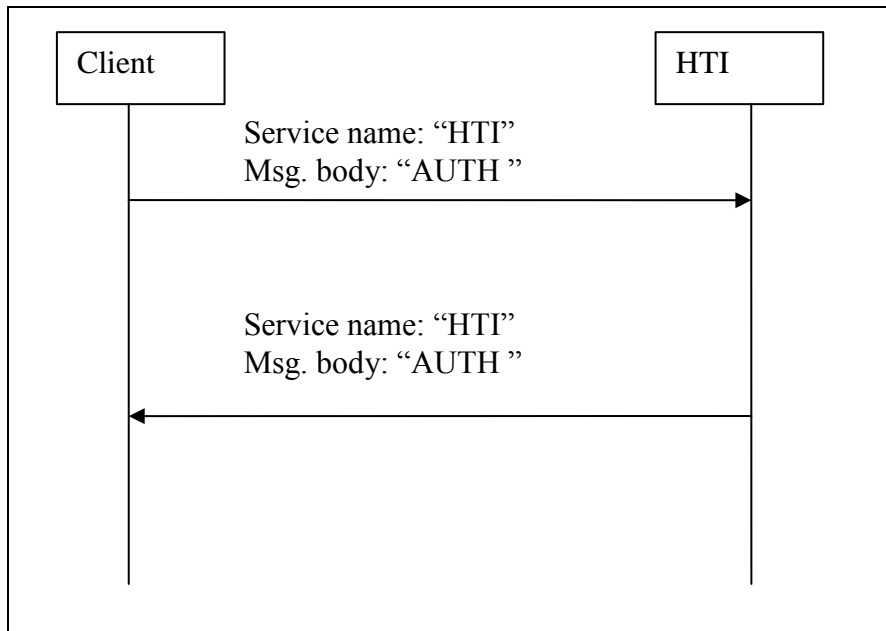 Client
HTI
Service name: “HTI”
Msg. body: “AUTH ”
Service name: “HTI”
Msg. body: “AUTH ”